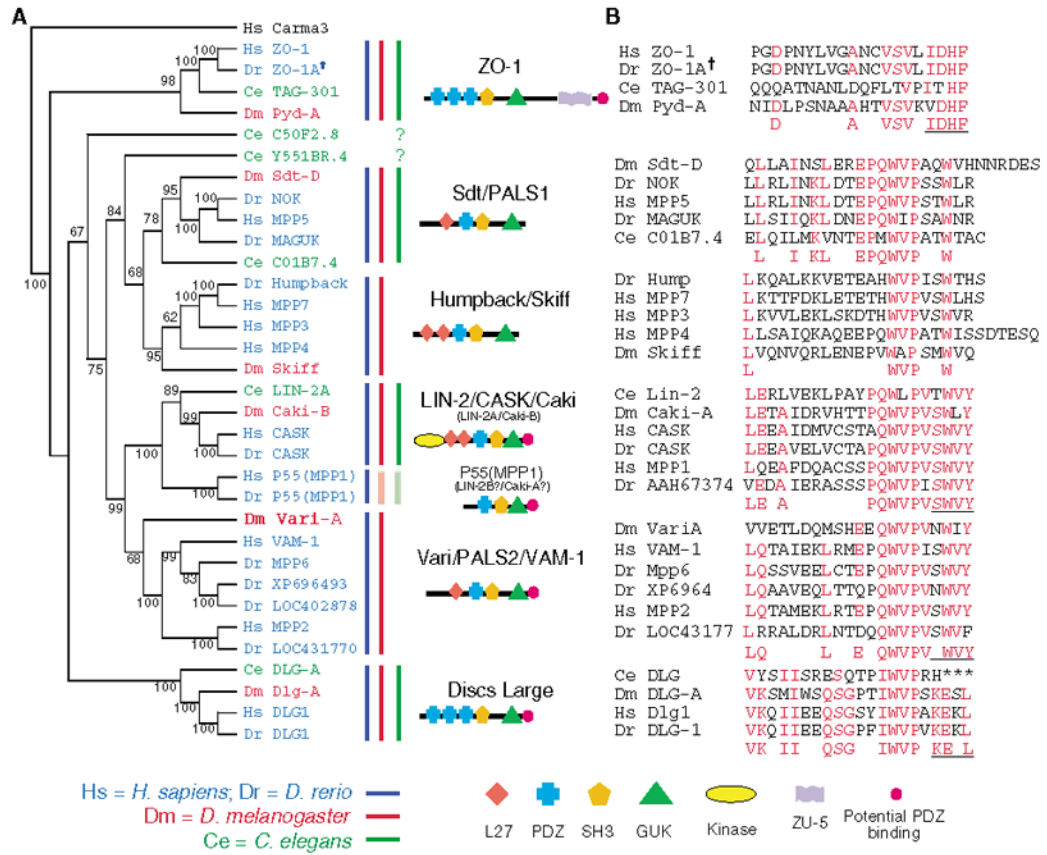 A
Hs Carma3
Hs ZO-1
Dr ZO-1A†
Ce TAG-301
Dm Pyd-A
Ce C50F2.8
Ce Y551BR.4
Dm Sdt-D
Dr NOK
Hs MPP5
Dr MAGUK
Ce C01B7.4
Dr Humpback
Hs MPP7
Hs MPP3
Hs MPP4
Dm Skiff
Ce LIN-2A
Dm Caki-B
Hs CASK
Dr CASK
Hs P55(MPP1)
Dr P55(MPP1)
Dm Vari-A
Hs VAM-1
Dr MPP6
Dr XP696493
Dr LOC402878
Hs MPP2
Dr LOC431770
Ce DLG-A
Dm Dlg-A
Hs DLG1
Dr DLG1
100
100
98
67
84
95
100
78
100
68
100
100
62
95
100
75
89
99
100
100
99
68
99
83
100
100
100
100
100
?
?
ZO-1
Sdt/PALS1
Humpback/Skiff
LIN-2/CASK/Caki
(LIN-2A/Caki-B)
P55(MPP1)
(LIN-2B?/Caki-A?)
Vari/PALS2/VAM-1
Discs Large
B
Hs ZO-1 PGDPNYLVGANCVSVLIDHF
Dr ZO-1A† PGDPNYLVGANCVSVLIDHF
Ce TAG-301 QQQATNANLDQFLTVPITHF
Dm Pyd-A NIDLPSNAAAHTVSVKVDHF
D A VSV IDHF
Dm Sdt-D QLLAINSLEREPQWVPAQWVHNNRDES
Dr NOK LLRLINKLDTEPQWVPSSWLR
Hs MPP5 LLRLINKLDTEPQWVPSTWLR
Dr MAGUK LLSIIQKLDNEPQWIPSAWNR
Ce C01B7.4 ELQILMKVNTEPMWVPATWTAC
L I KL EPQWVP W
Dr Hump LKQALKKVETEAHWVPISWTHS
Hs MPP7 LKTTFDKLETETHWVPVSWLHS
Hs MPP3 LKVVLEKLSKDTHWVPVSWVR
Hs MPP4 LLSAIQKAQEEPQWVPATWISSDTESQ
Dm Skiff LVQNVQRLENEPVWAPSMWVQ
L WVP W
Ce Lin-2 LERLVEKLPAYPQWLPVTWVY
Dm Caki-A LETAIDRVHTTPQWVPVSWLY
Hs CASK LEEAIDMVCSTAQWVPVSWVY
Dr CASK LEEAVELVCTAPQWVPVSWVY
Hs MPP1 LQEAFDQACSSPQWVPVSWVY
Dr AAH67374 VEDAIERASSSPQWVPVSWVY
LE A PQWVPVSWVY
Dm VariA VVETLDQMSHEEQWVPVNWIY
Hs VAM-1 LQTAIEKLRMEPQWVPISWVY
Dr Mpp6 LQSSVEELCTEPQWVPVSWVY
Dr XP6964 LQAAVEQLTTQPQWVPVNWVY
Hs MPP2 LQTAMEKLRTEPQWVPVSWVY
Dr LOC43177 LRRALDRLNTDQQWVPVSWVF
LQ L E QWVPV WVY
Ce DLG VYSIISRESQTPIWVPRH***
Dm DLG-A VKSMIWSQSGPTIWVPSKESL
Hs Dlg1 VKQIIEEQSGSYIWVPAKEKL
Dr DLG-1 VKQIIEEQSGPFIWVPVKEKL
VK II QSG IWVP KE L
Hs = H. sapiens; Dr = D. rerio
Dm = D. melanogaster
Ce = C. elegans
L27 PDZ SH3 GUK Kinase ZU-5 Potential PDZ
binding